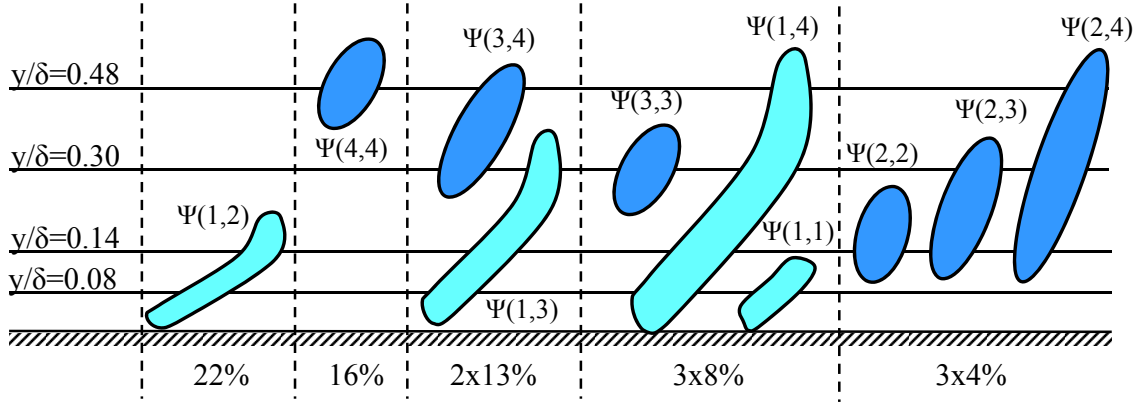 Ψ(1,4)
Ψ(2,4)
Ψ(3,4)
y/δ=0.48
Ψ(3,3)
Ψ(2,3)
Ψ(4,4)
Ψ(2,2)
y/δ=0.30
Ψ(1,2)
Ψ(1,1)
y/δ=0.14
y/δ=0.08
Ψ(1,3)
22%
16%
2x13%
3x8%
3x4%